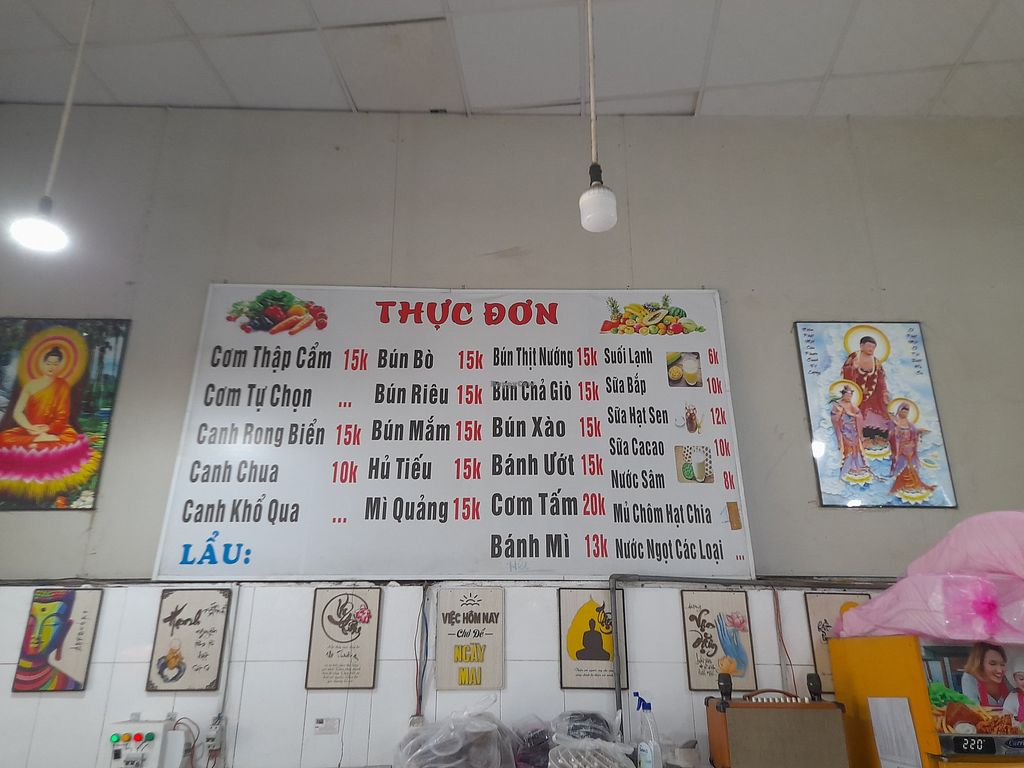 THỰC ĐƠN
Cơm Thập Cẩm 15k
Cơm Tự Chọn ...
Canh Rong Biển 15k
Canh Chua 10k
Canh Khổ Qua ...
LẨU:
Bún Bò 15k
Bún Riêu 15k
Bún Mắm 15k
Hủ Tiếu 15k
Mì Quảng 15k
Bún Thịt Nướng 15k
Bún Chả Giò 15k
Bún Xào 15k
Bánh Ướt 15k
Cơm Tấm 20k
Bánh Mì 13k
Suối Lạnh 6k
Sữa Bắp 10k
Sữa Hạt Sen 12k
Sữa Cacao 10k
Nước Sâm 8k
Mủ Chôm Hạt Chia
Nước Ngọt Các Loại ...
VIỆC HÔM NAY
Chớ Để
NGÀY
MAI
220